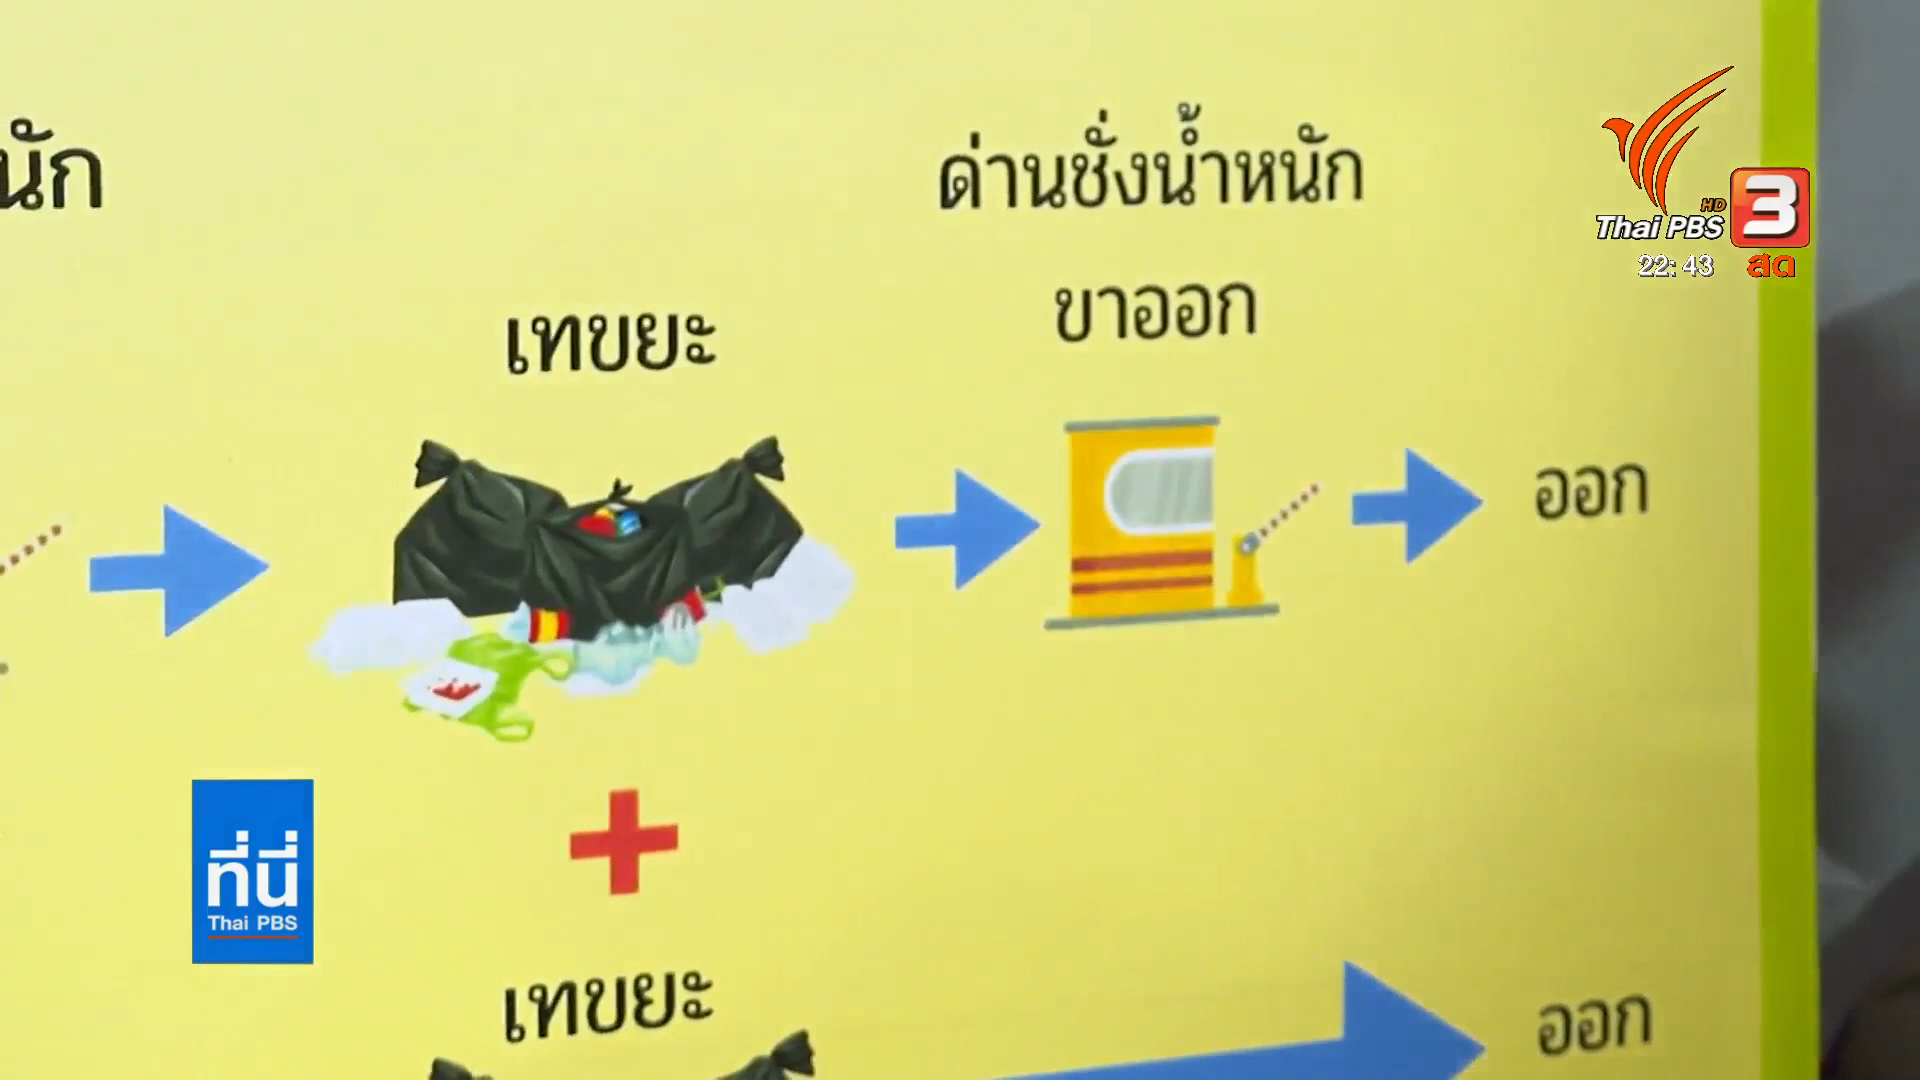 นัก
ด่านชั่งน้ำหนัก
ขาออก
เทขยะ
ออก
HD
Thai PBS 3
22:43 สด
ที่นี่
Thai PBS
เทขยะ
ออก